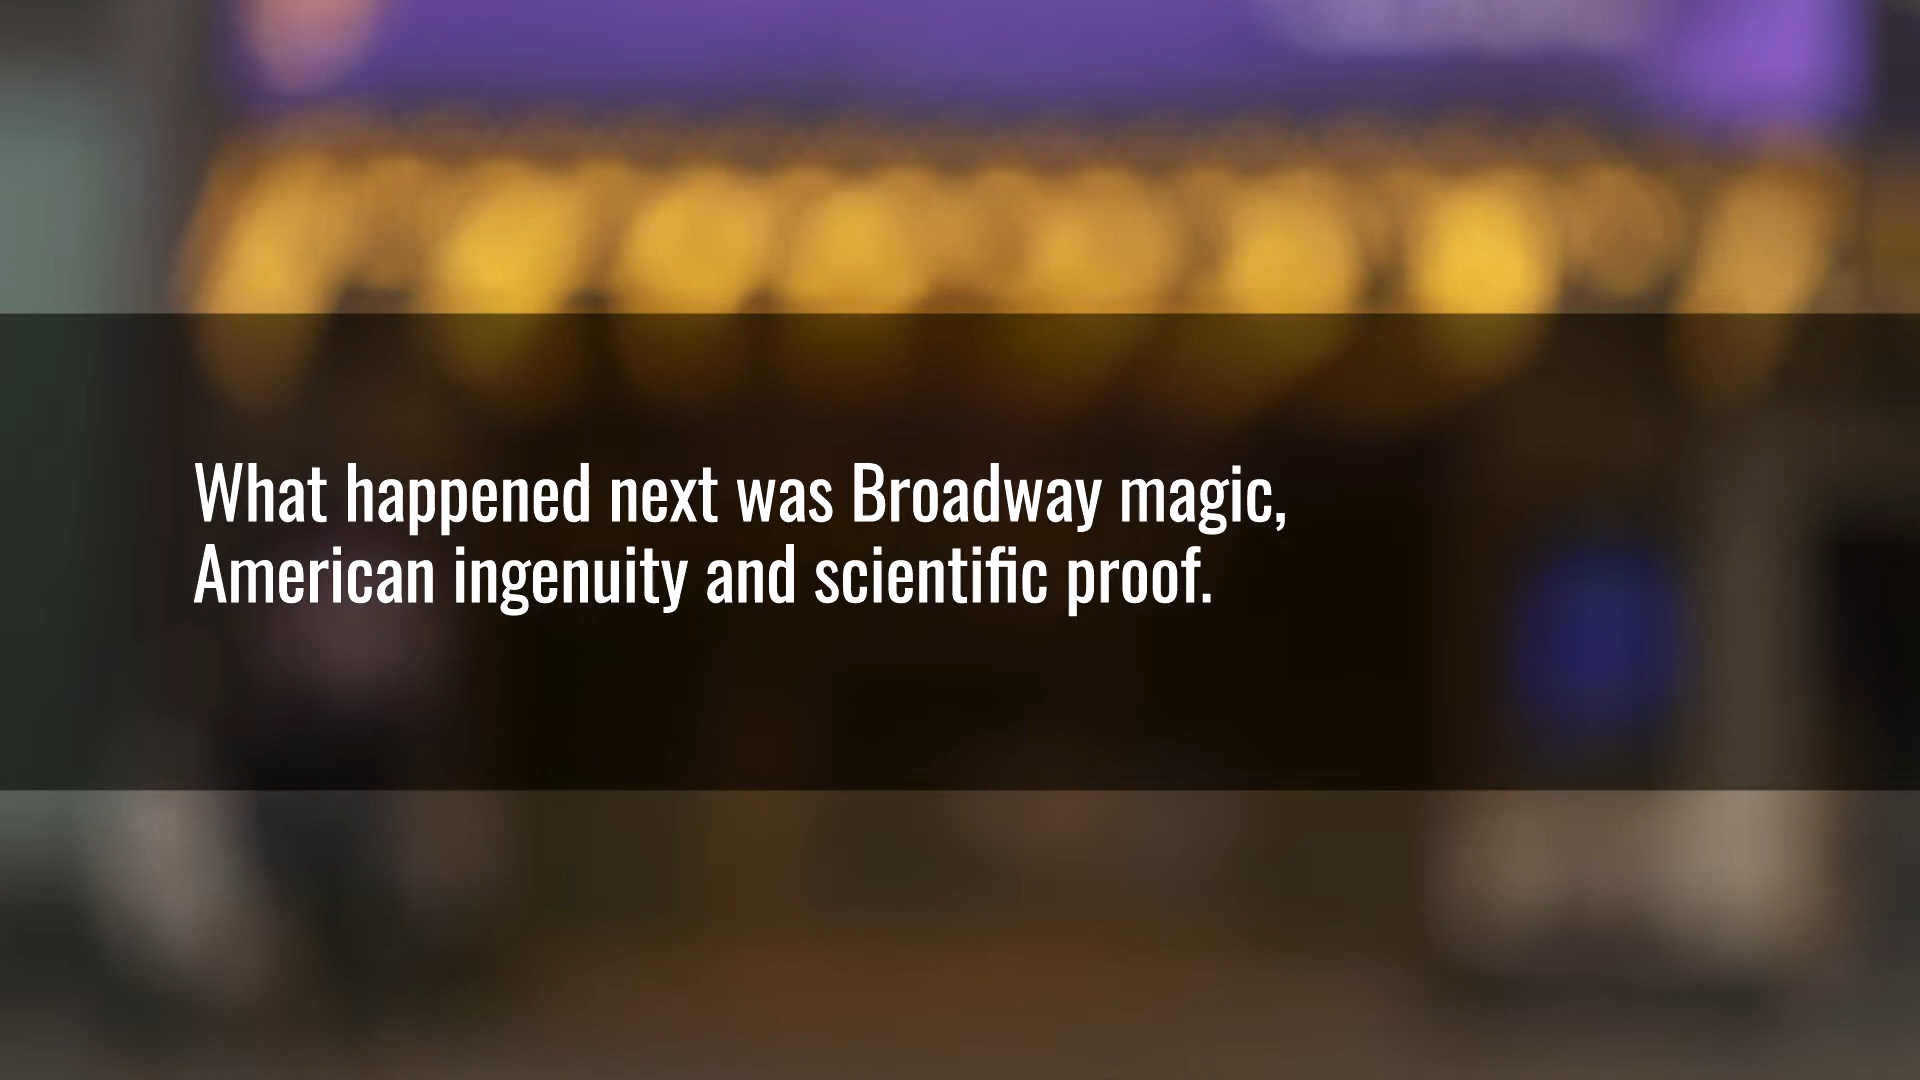 What happened next was Broadway magic,
American ingenuity and scientific proof.